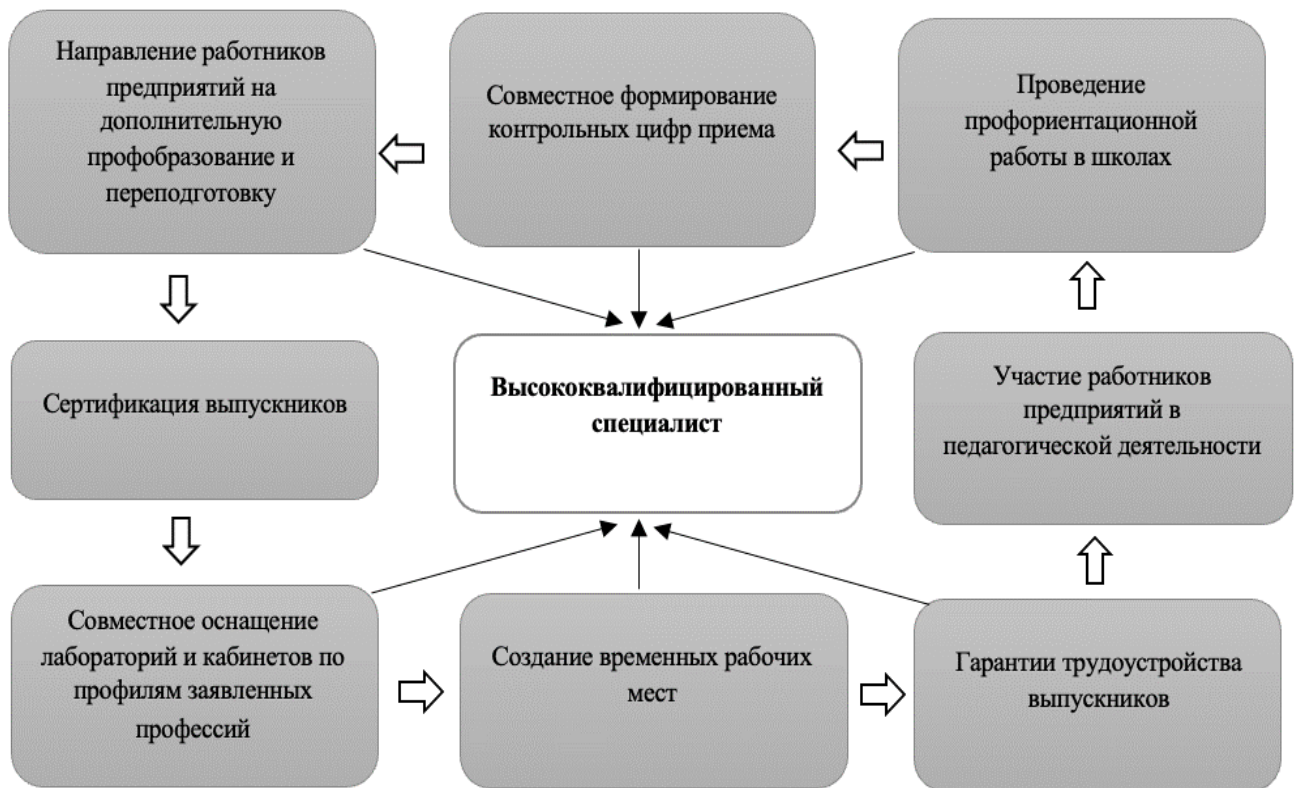 Направление работников
предприятий на
дополнительную
профобразование и
переподготовку
Совместное формирование
контрольных цифр приема
Проведение
профориентационной
работы в школах
Сертификация выпускников
Высококвалифицированный
специалист
Участие работников
предприятий в
педагогической деятельности
Совместное оснащение
лабораторий и кабинетов по
профилям заявленных
профессий
Создание временных рабочих
мест
Гарантии трудоустройства
выпускников